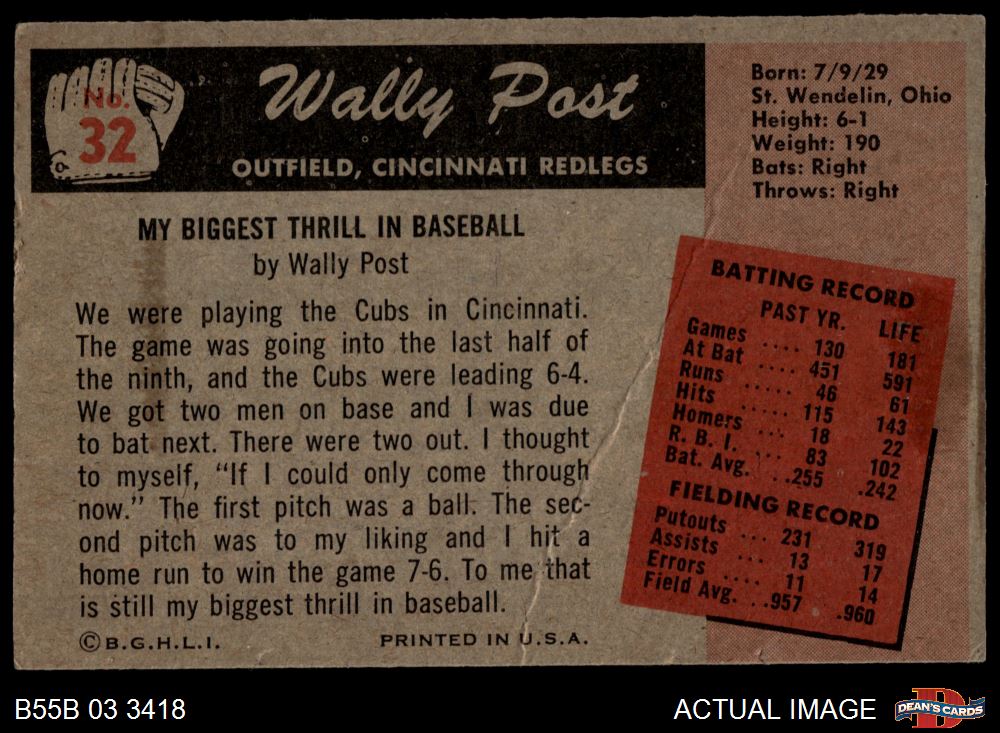 No.
32
Wally Post
OUTFIELD, CINCINNATI REDLEGS
Born: 7/9/29
St. Wendelin, Ohio
Height: 6-1
Weight: 190
Bats: Right
Throws: Right
MY BIGGEST THRILL IN BASEBALL
by Wally Post
We were playing the Cubs in Cincinnati.
The game was going into the last half of
the ninth, and the Cubs were leading 6-4.
We got two men on base and I was due
to bat next. There were two out. I thought
to myself, “If I could only come through
now.” The first pitch was a ball. The sec-
ond pitch was to my liking and I hit a
home run to win the game 7-6. To me that
is still my biggest thrill in baseball.
©B.G.H.L.I. PRINTED IN U.S.A.
BATTING RECORD
PAST YR. LIFE
Games .... 130 181
At Bat .... 451 591
Runs ..... 46 61
Hits ..... 115 143
Homers ... 18 22
R. B. I. ... 83 102
Bat. Avg. . .255 .242
FIELDING RECORD
Putouts ... 231 319
Assists ... 13 17
Errors .... 11 14
Field Avg. . .957 .960
B55B 03 3418 ACTUAL IMAGE
DEAN'S CARDS